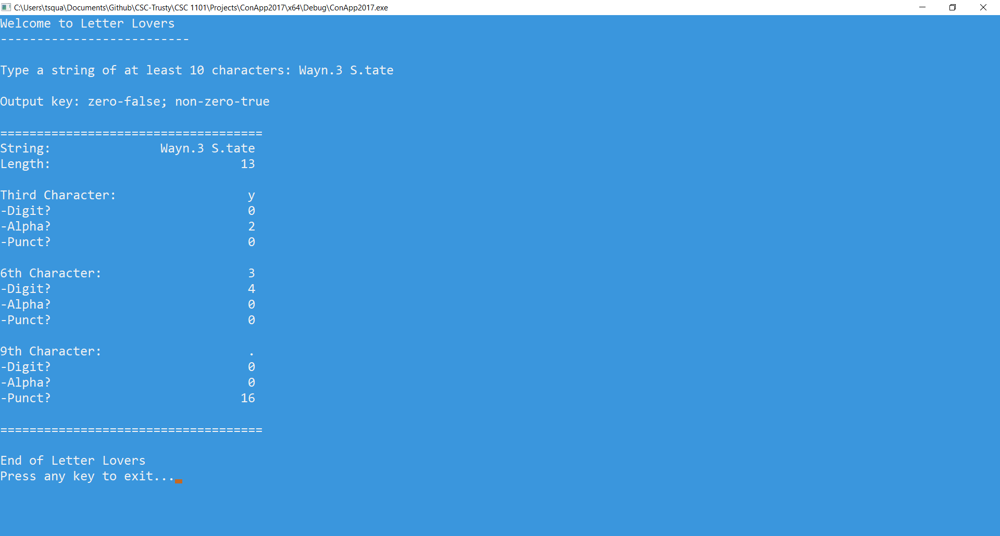 C:\Users\tsqua\Documents\Github\CSC-Trusty\CSC 1101\Projects\ConApp2017\x64\Debug\ConApp2017.exe
Welcome to Letter Lovers
--------------------------
Type a string of at least 10 characters: Wayn.3 S.tate
Output key: zero-false; non-zero-true
====================================
String:               Wayn.3 S.tate
Length:                          13
Third Character:                  y
-Digit?                           0
-Alpha?                           2
-Punct?                           0
6th Character:                    3
-Digit?                           4
-Alpha?                           0
-Punct?                           0
9th Character:                    .
-Digit?                           0
-Alpha?                           0
-Punct?                          16
====================================
End of Letter Lovers
Press any key to exit...